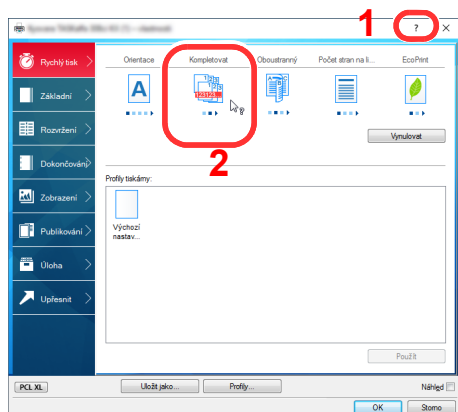 1
?
×
Rychlý tisk
Orientace
Kompletovat
Oboustranný
Počet stran na li...
EcoPrint
A
123123
Základní
Rozvržení
Vynulovat
2
Dokončování
Profily tiskárny:
Zobrazení
Výchozí
nastav...
Publikování
Úloha
Upřesnit
Použít
PCL XL
Uložit jako...
Profily...
Náhled
OK
Storno